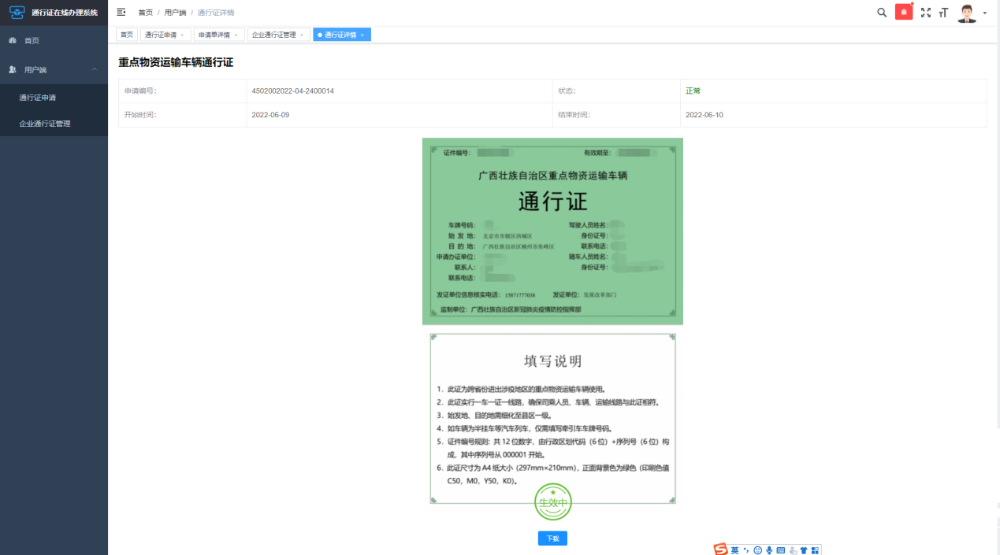 通行证在线办理系统
首页 / 用户端 / 通行证详情
首页
通行证申请 ×
申请单详情 ×
企业通行证管理 ×
通行证详情 ×
首页
用户端
通行证申请
企业通行证管理
重点物资运输车辆通行证
申请编号: 4502002022-04-2400014 状态: 正常
开始时间: 2022-06-09 结束时间: 2022-06-10
证件编号: 有效期至:
广西壮族自治区重点物资运输车辆
通行证
车牌号码: 驾驶人员姓名:
始 发 地: 北京市市辖区西城区 身份证号:
目 的 地: 广西壮族自治区柳州市鱼峰区 联系电话:
申请办证单位: 随车人员姓名:
联系人: 身份证号:
联系电话:
发证单位信息核实电话: 15871777038 发证单位: 发展改革部门
监制单位: 广西壮族自治区新冠肺炎疫情防控指挥部
填写说明
1. 此证为跨省份进出涉疫地区的重点物资运输车辆使用。
2. 此证实行一车一证一线路，确保司乘人员、车辆、运输线路与此证相符。
3. 始发地、目的地需细化至县区一级。
4. 如车辆为半挂车等汽车列车，仅需填写牵引车车牌号码。
5. 证件编号规则: 共 12 位数字，由行政区划代码（6 位）+序列号（6 位）构
成，其中序列号从 000001 开始。
6. 此证尺寸为 A4 纸大小（297mm×210mm），正面背景色为绿色（印刷色值
C50，M0，Y50，K0）。
生效中
下载
英